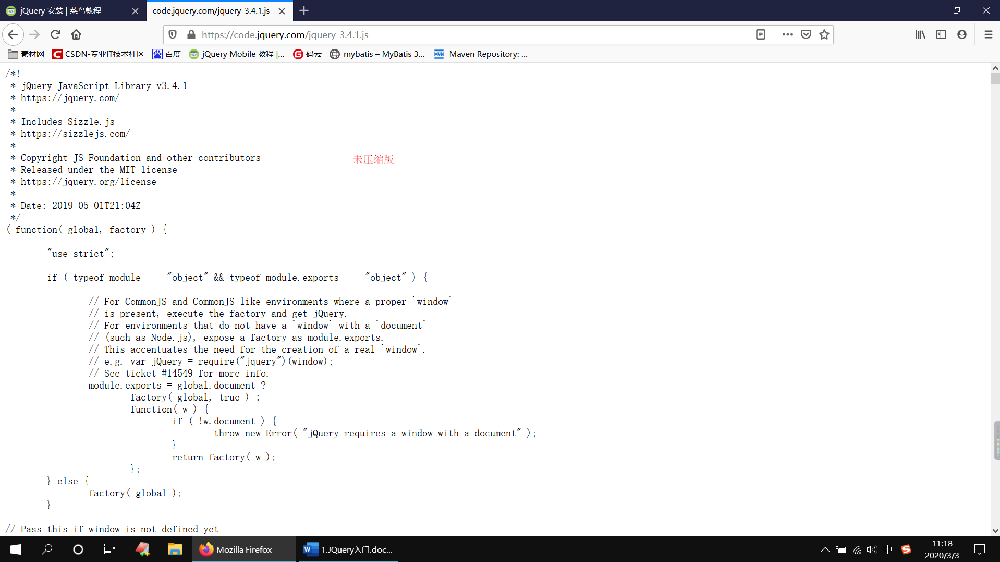 jQuery 安装 | 菜鸟教程
code.jquery.com/jquery-3.4.1.js
https://code.jquery.com/jquery-3.4.1.js
素材网 CSDN-专业IT技术社区 百度 jQuery Mobile 教程 |... 码云 mybatis – MyBatis 3... Maven Repository: ...
/*!
* jQuery JavaScript Library v3.4.1
* https://jquery.com/
*
* Includes Sizzle.js
* https://sizzlejs.com/
*
* Copyright JS Foundation and other contributors
未压缩版
* Released under the MIT license
* https://jquery.org/license
*
* Date: 2019-05-01T21:04Z
*/
( function( global, factory ) {
"use strict";
if ( typeof module === "object" && typeof module.exports === "object" ) {
// For CommonJS and CommonJS-like environments where a proper `window`
// is present, execute the factory and get jQuery.
// For environments that do not have a `window` with a `document`
// (such as Node.js), expose a factory as module.exports.
// This accentuates the need for the creation of a real `window`.
// e.g. var jQuery = require("jquery")(window);
// See ticket #14549 for more info.
module.exports = global.document ?
factory( global, true ) :
function( w ) {
if ( !w.document ) {
throw new Error( "jQuery requires a window with a document" );
}
return factory( w );
};
} else {
factory( global );
}
// Pass this if window is not defined yet
Mozilla Firefox
1.JQuery入门.doc...
中
11:18
2020/3/3